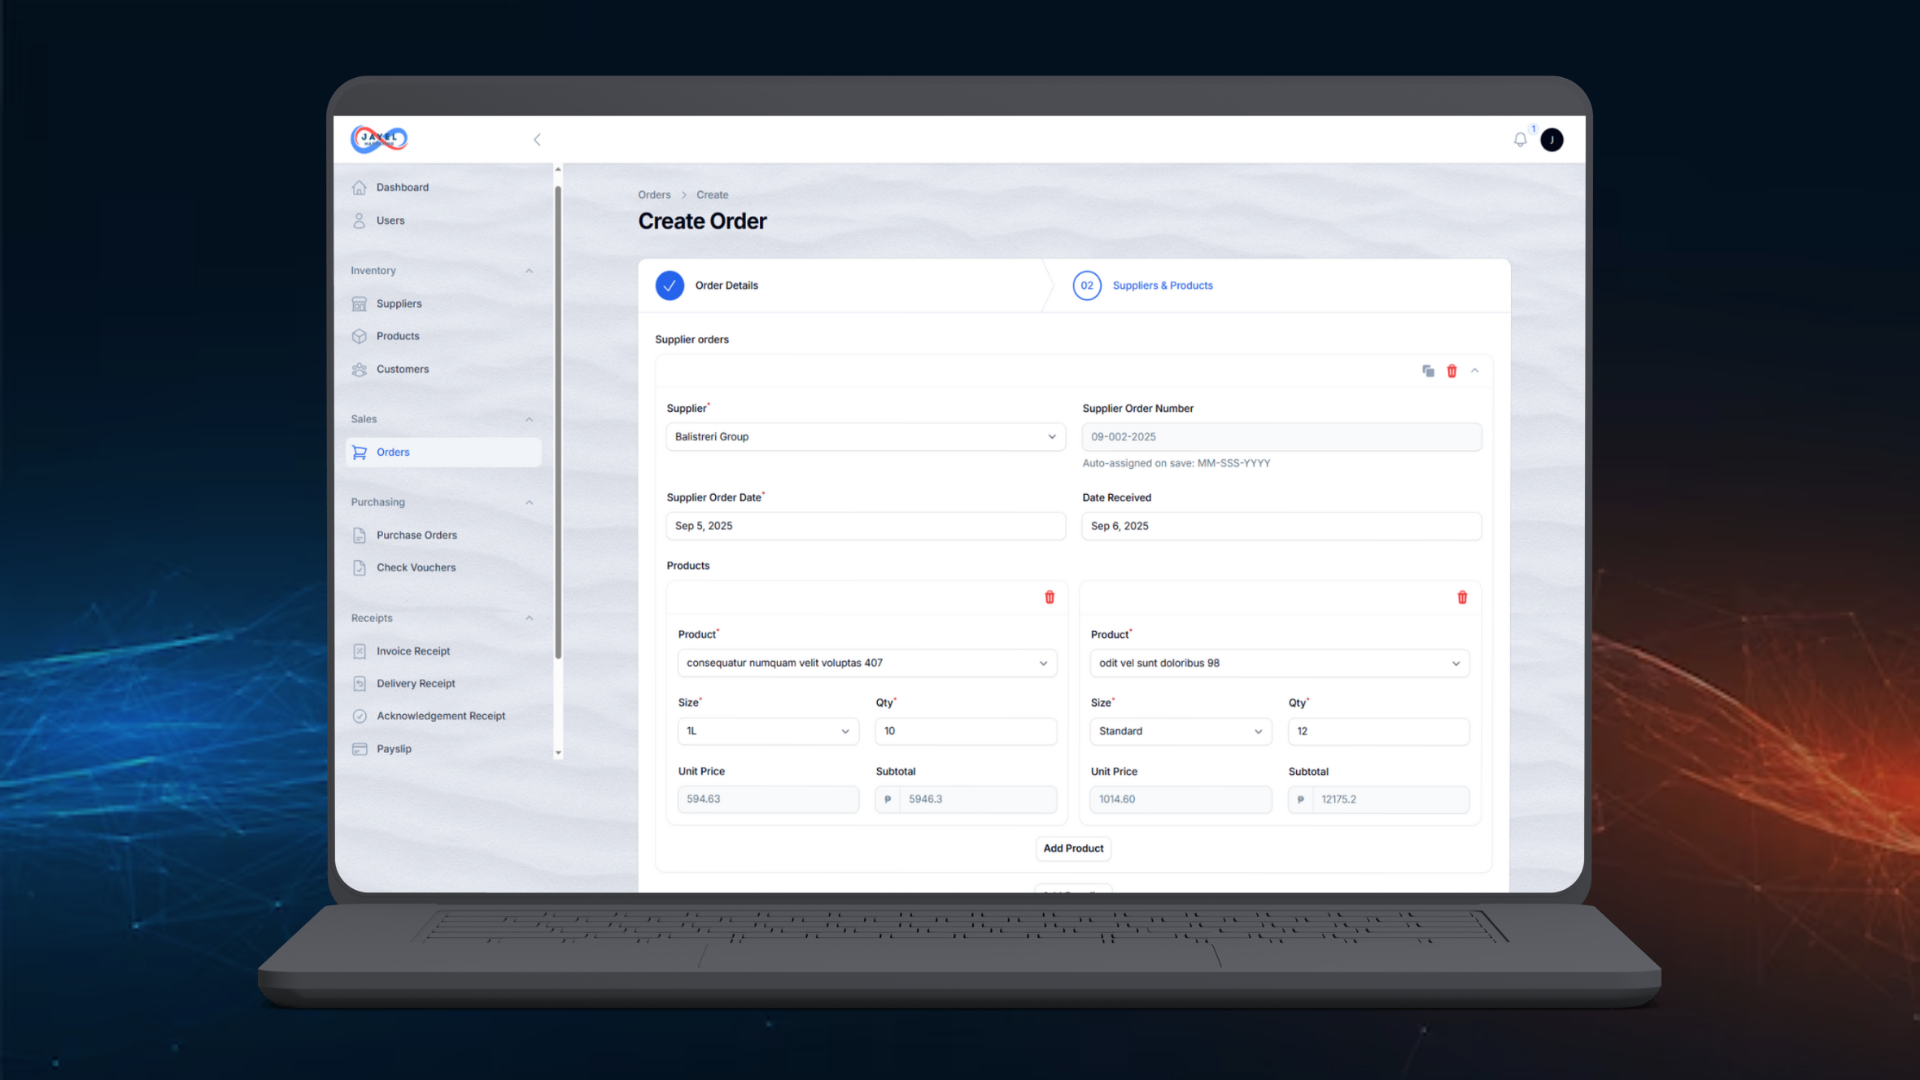 JAYEL
1
J
Dashboard
Users
Inventory
Suppliers
Products
Customers
Sales
Orders
Purchasing
Purchase Orders
Check Vouchers
Receipts
Invoice Receipt
Delivery Receipt
Acknowledgement Receipt
Payslip
Orders > Create
Create Order
Order Details
02 Suppliers & Products
Supplier orders
Supplier* Supplier Order Number
Balistreri Group 09-002-2025
Auto-assigned on save: MM-SSS-YYYY
Supplier Order Date* Date Received
Sep 5, 2025 Sep 6, 2025
Products
Product*
consequatur numquam velit voluptas 407
Size* Qty*
1L 10
Unit Price Subtotal
594.63 ₱ 5946.3
Product*
odit vel sunt doloribus 98
Size* Qty*
Standard 12
Unit Price Subtotal
1014.60 ₱ 12175.2
Add Product